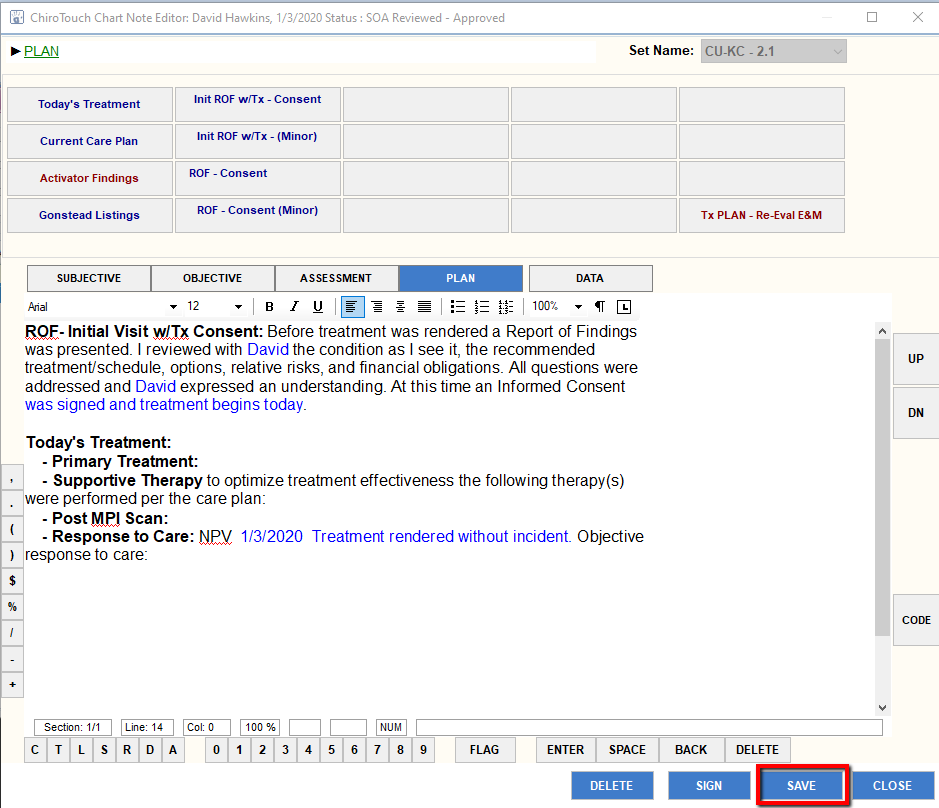 ChiroTouch Chart Note Editor: David Hawkins, 1/3/2020 Status : SOA Reviewed - Approved
PLAN
Set Name: CU-KC - 2.1
Today's Treatment Init ROF w/Tx - Consent
Current Care Plan Init ROF w/Tx - (Minor)
Activator Findings ROF - Consent
Gonstead Listings ROF - Consent (Minor) Tx PLAN - Re-Eval E&M
SUBJECTIVE OBJECTIVE ASSESSMENT PLAN DATA
Arial 12 B I U 100% ¶ L
ROF- Initial Visit w/Tx Consent: Before treatment was rendered a Report of Findings
was presented. I reviewed with David the condition as I see it, the recommended
treatment/schedule, options, relative risks, and financial obligations. All questions were
addressed and David expressed an understanding. At this time an Informed Consent
was signed and treatment begins today.
Today's Treatment:
- Primary Treatment:
- Supportive Therapy to optimize treatment effectiveness the following therapy(s)
were performed per the care plan:
- Post MPI Scan:
- Response to Care: NPV 1/3/2020 Treatment rendered without incident. Objective
response to care:
UP
DN
CODE
,
.
(
)
$
%
/
-
+
Section: 1/1 Line: 14 Col: 0 100 % NUM
C T L S R D A 0 1 2 3 4 5 6 7 8 9 FLAG ENTER SPACE BACK DELETE
DELETE SIGN SAVE CLOSE